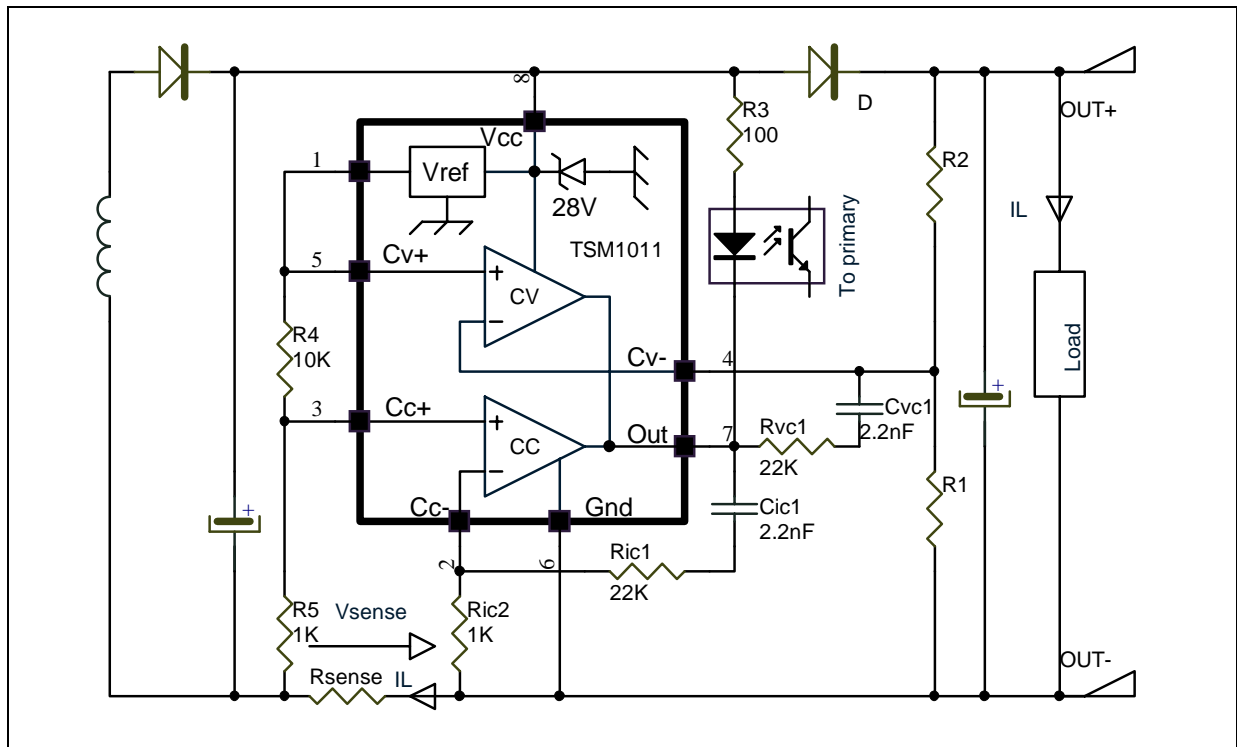 8
D
OUT+
R3
100
Vcc
1
Vref
28V
TSM1011
To primary
R2
IL
5
Cv+
+
CV
−
R4
10K
Cv-
4
Load
+
3
Cc+
+
CC
−
Out
7
Rvc1
22K
Cvc1
2.2nF
R1
Cc-
Gnd
Cic1
2.2nF
+
2
6
Ric1
22K
R5
1K
Vsense
Ric2
1K
Rsense
IL
OUT-